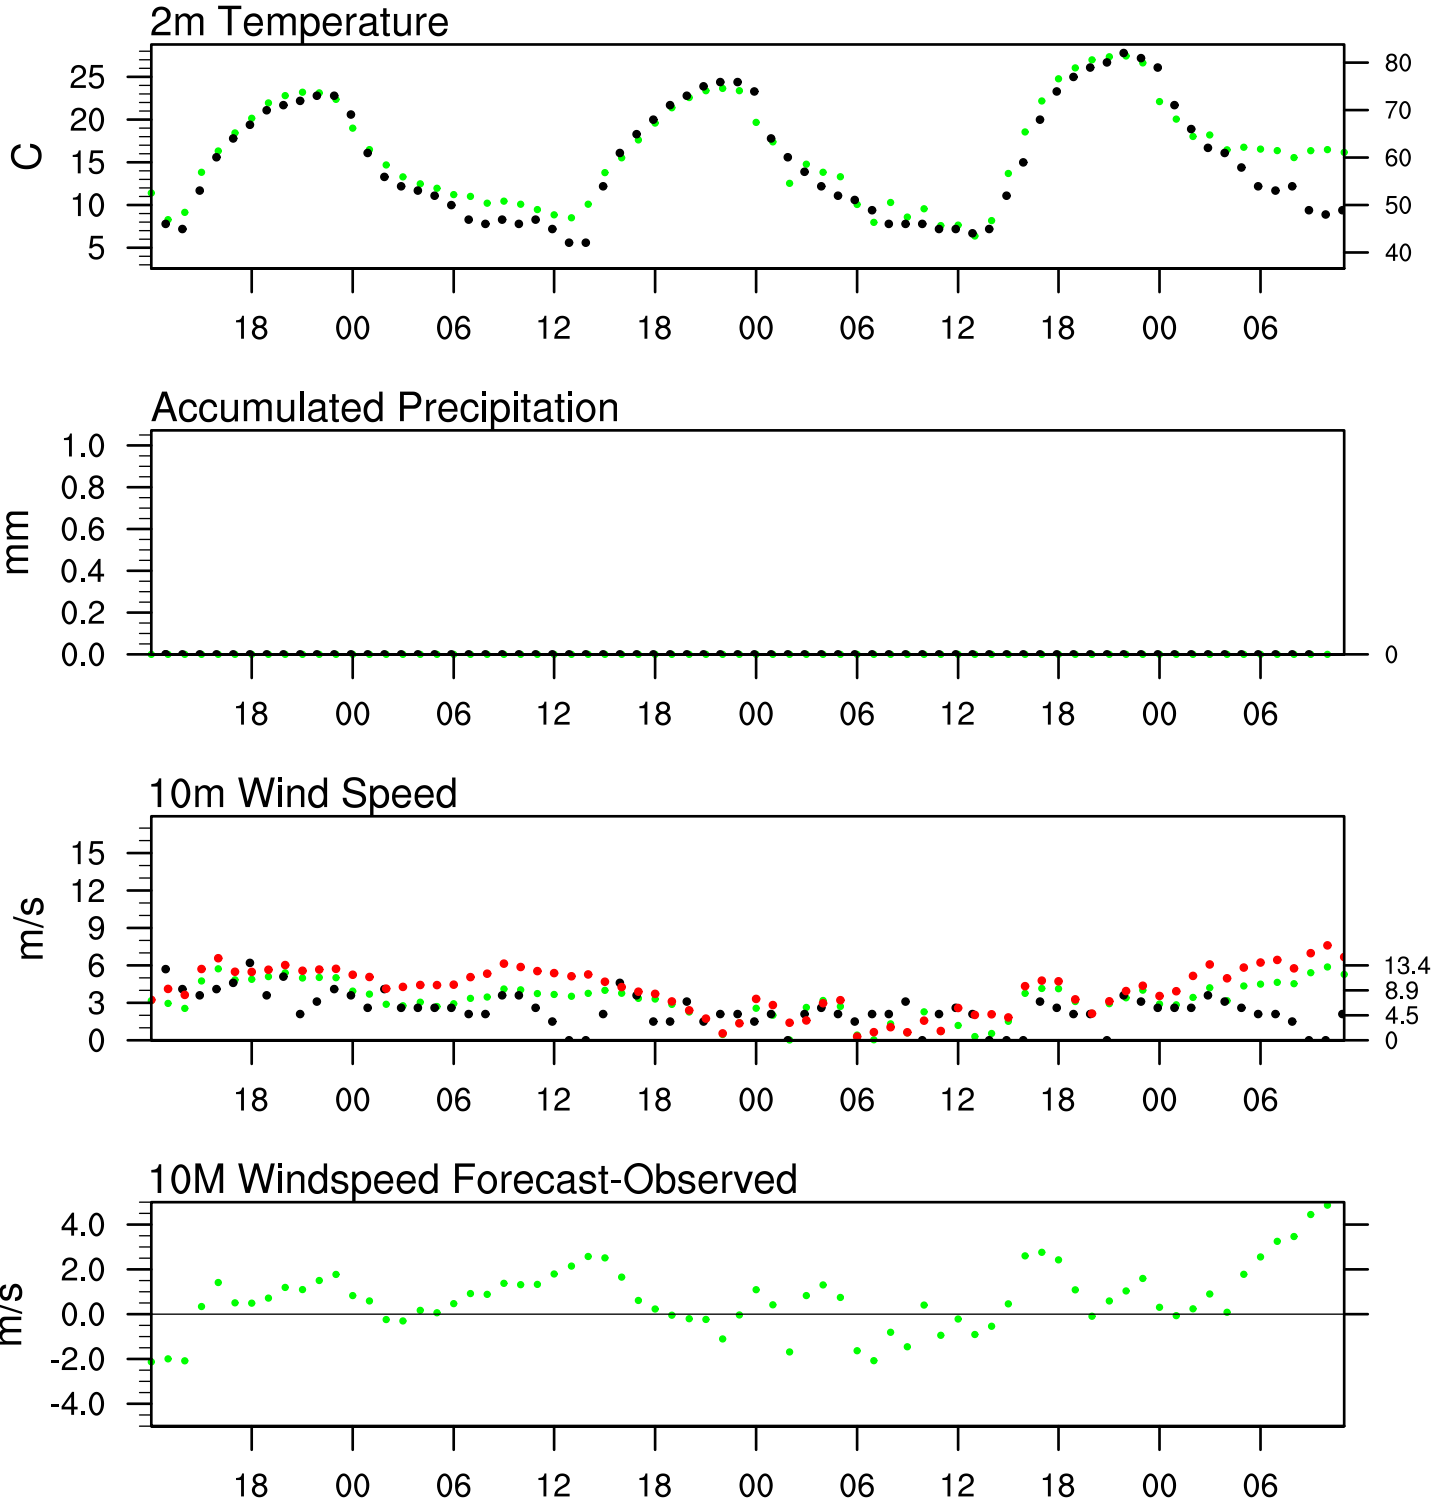 2m Temperature
25
20
15
10
5
C
80
70
60
50
40
18 00 06 12 18 00 06 12 18 00 06
Accumulated Precipitation
1.0
0.8
0.6
0.4
0.2
0.0
mm
0
18 00 06 12 18 00 06 12 18 00 06
10m Wind Speed
15
12
9
6
3
0
m/s
13.4
8.9
4.5
0
18 00 06 12 18 00 06 12 18 00 06
10M Windspeed Forecast-Observed
4.0
2.0
0.0
-2.0
-4.0
m/s
18 00 06 12 18 00 06 12 18 00 06